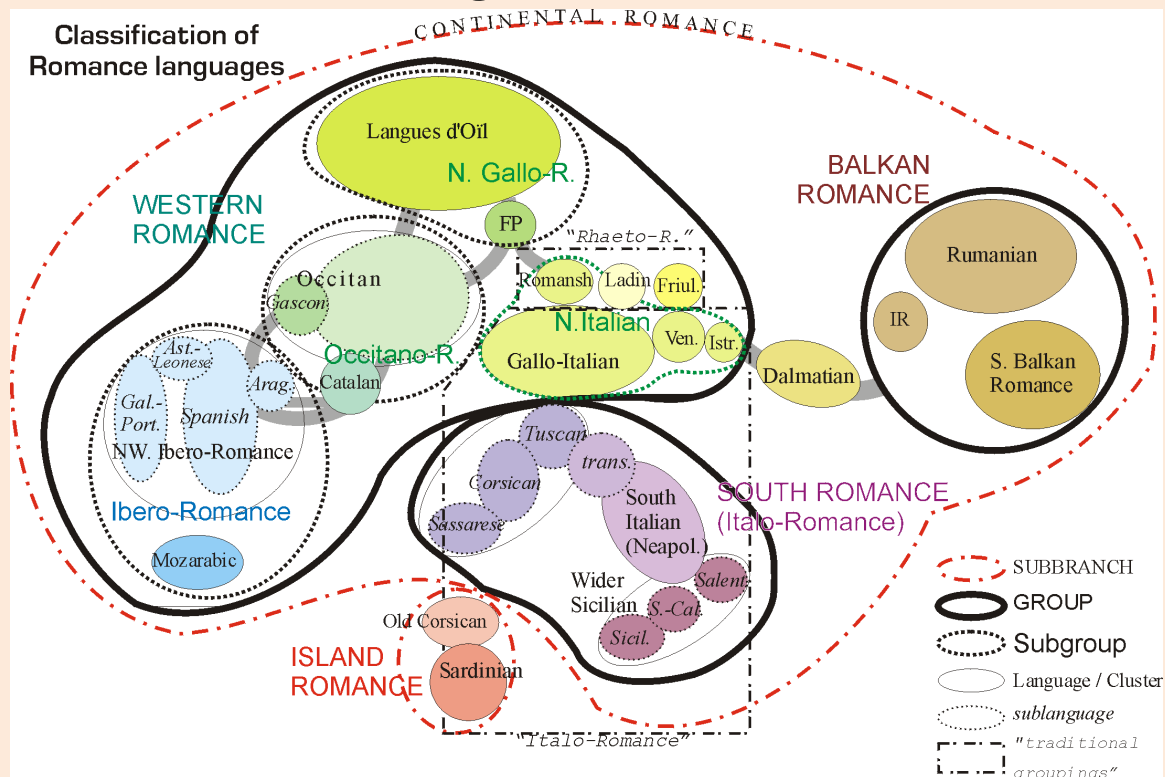 CONTINENTAL ROMANCE
Classification of
Romance languages
Langues d'Oïl
N. Gallo-R.
WESTERN
ROMANCE
BALKAN
ROMANCE
FP
"Rhaeto-R."
Occitan
Gascon
Romansh
Ladin
Friul.
Rumanian
IR
N.Italian
Ven.
Istr.
Gallo-Italian
Occitano-R
Catalan
Dalmatian
S. Balkan
Romance
Ast.-
Leonese
Arag.
Gal.-
Port.
Spanish
NW. Ibero-Romance
Ibero-Romance
Mozarabic
Tuscan
trans.
Corsican
Sassarese
South
Italian
(Neapol.)
SOUTH ROMANCE
(Italo-Romance)
Wider
Sicilian
Salent.
S.-Cal.
Sicil.
Old Corsican
Sardinian
ISLAND
ROMANCE
"Italo-Romance"
SUBBRANCH
GROUP
Subgroup
Language / Cluster
sublanguage
"traditional
groupings"